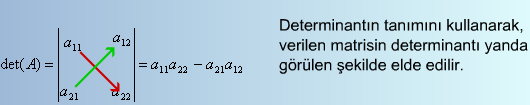 det(A) = | a₁₁ a₁₂ a₂₁ a₂₂ | = a₁₁a₂₂ − a₂₁a₁₂
Determinantın tanımını kullanarak,
verilen matrisin determinantı yanda
görülen şekilde elde edilir.